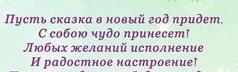 Пусть сказка в новый год придет,
С собою чудо принесет!
Любых желаний исполнение
И радостное настроение!